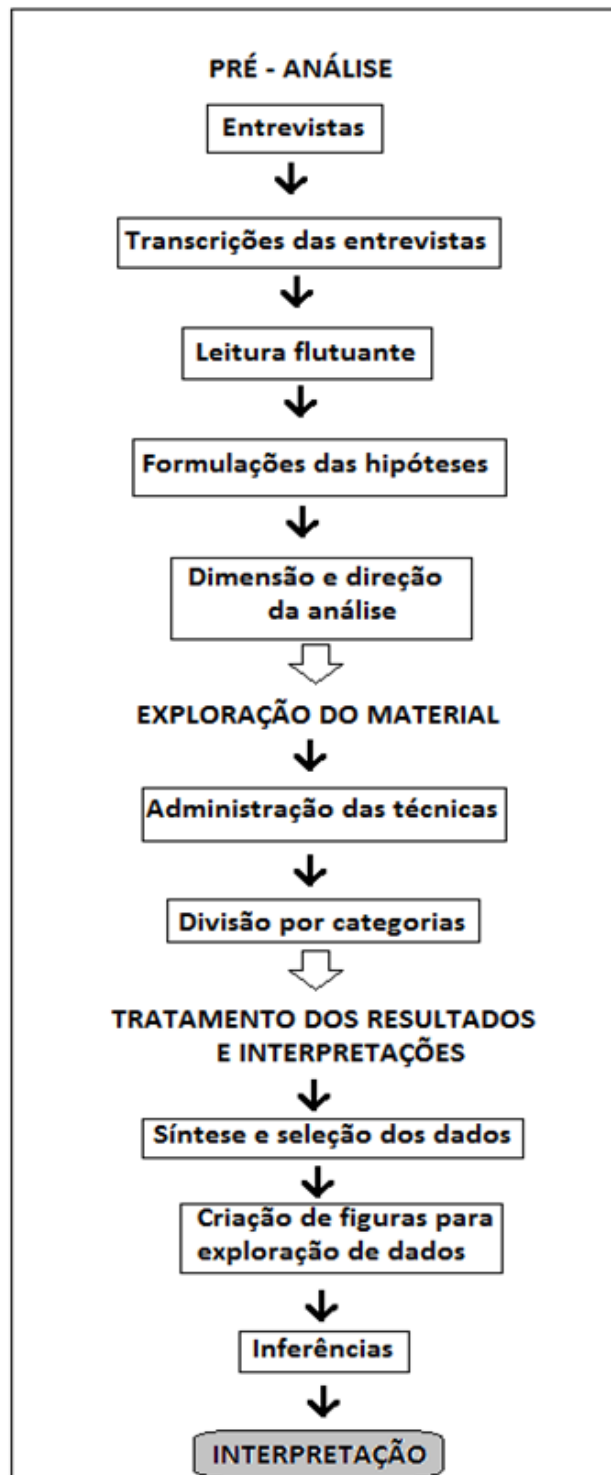 PRÉ - ANÁLISE
Entrevistas
Transcrições das entrevistas
Leitura flutuante
Formulações das hipóteses
Dimensão e direção
da análise
EXPLORAÇÃO DO MATERIAL
Administração das técnicas
Divisão por categorias
TRATAMENTO DOS RESULTADOS
E INTERPRETAÇÕES
Síntese e seleção dos dados
Criação de figuras para
exploração de dados
Inferências
INTERPRETAÇÃO